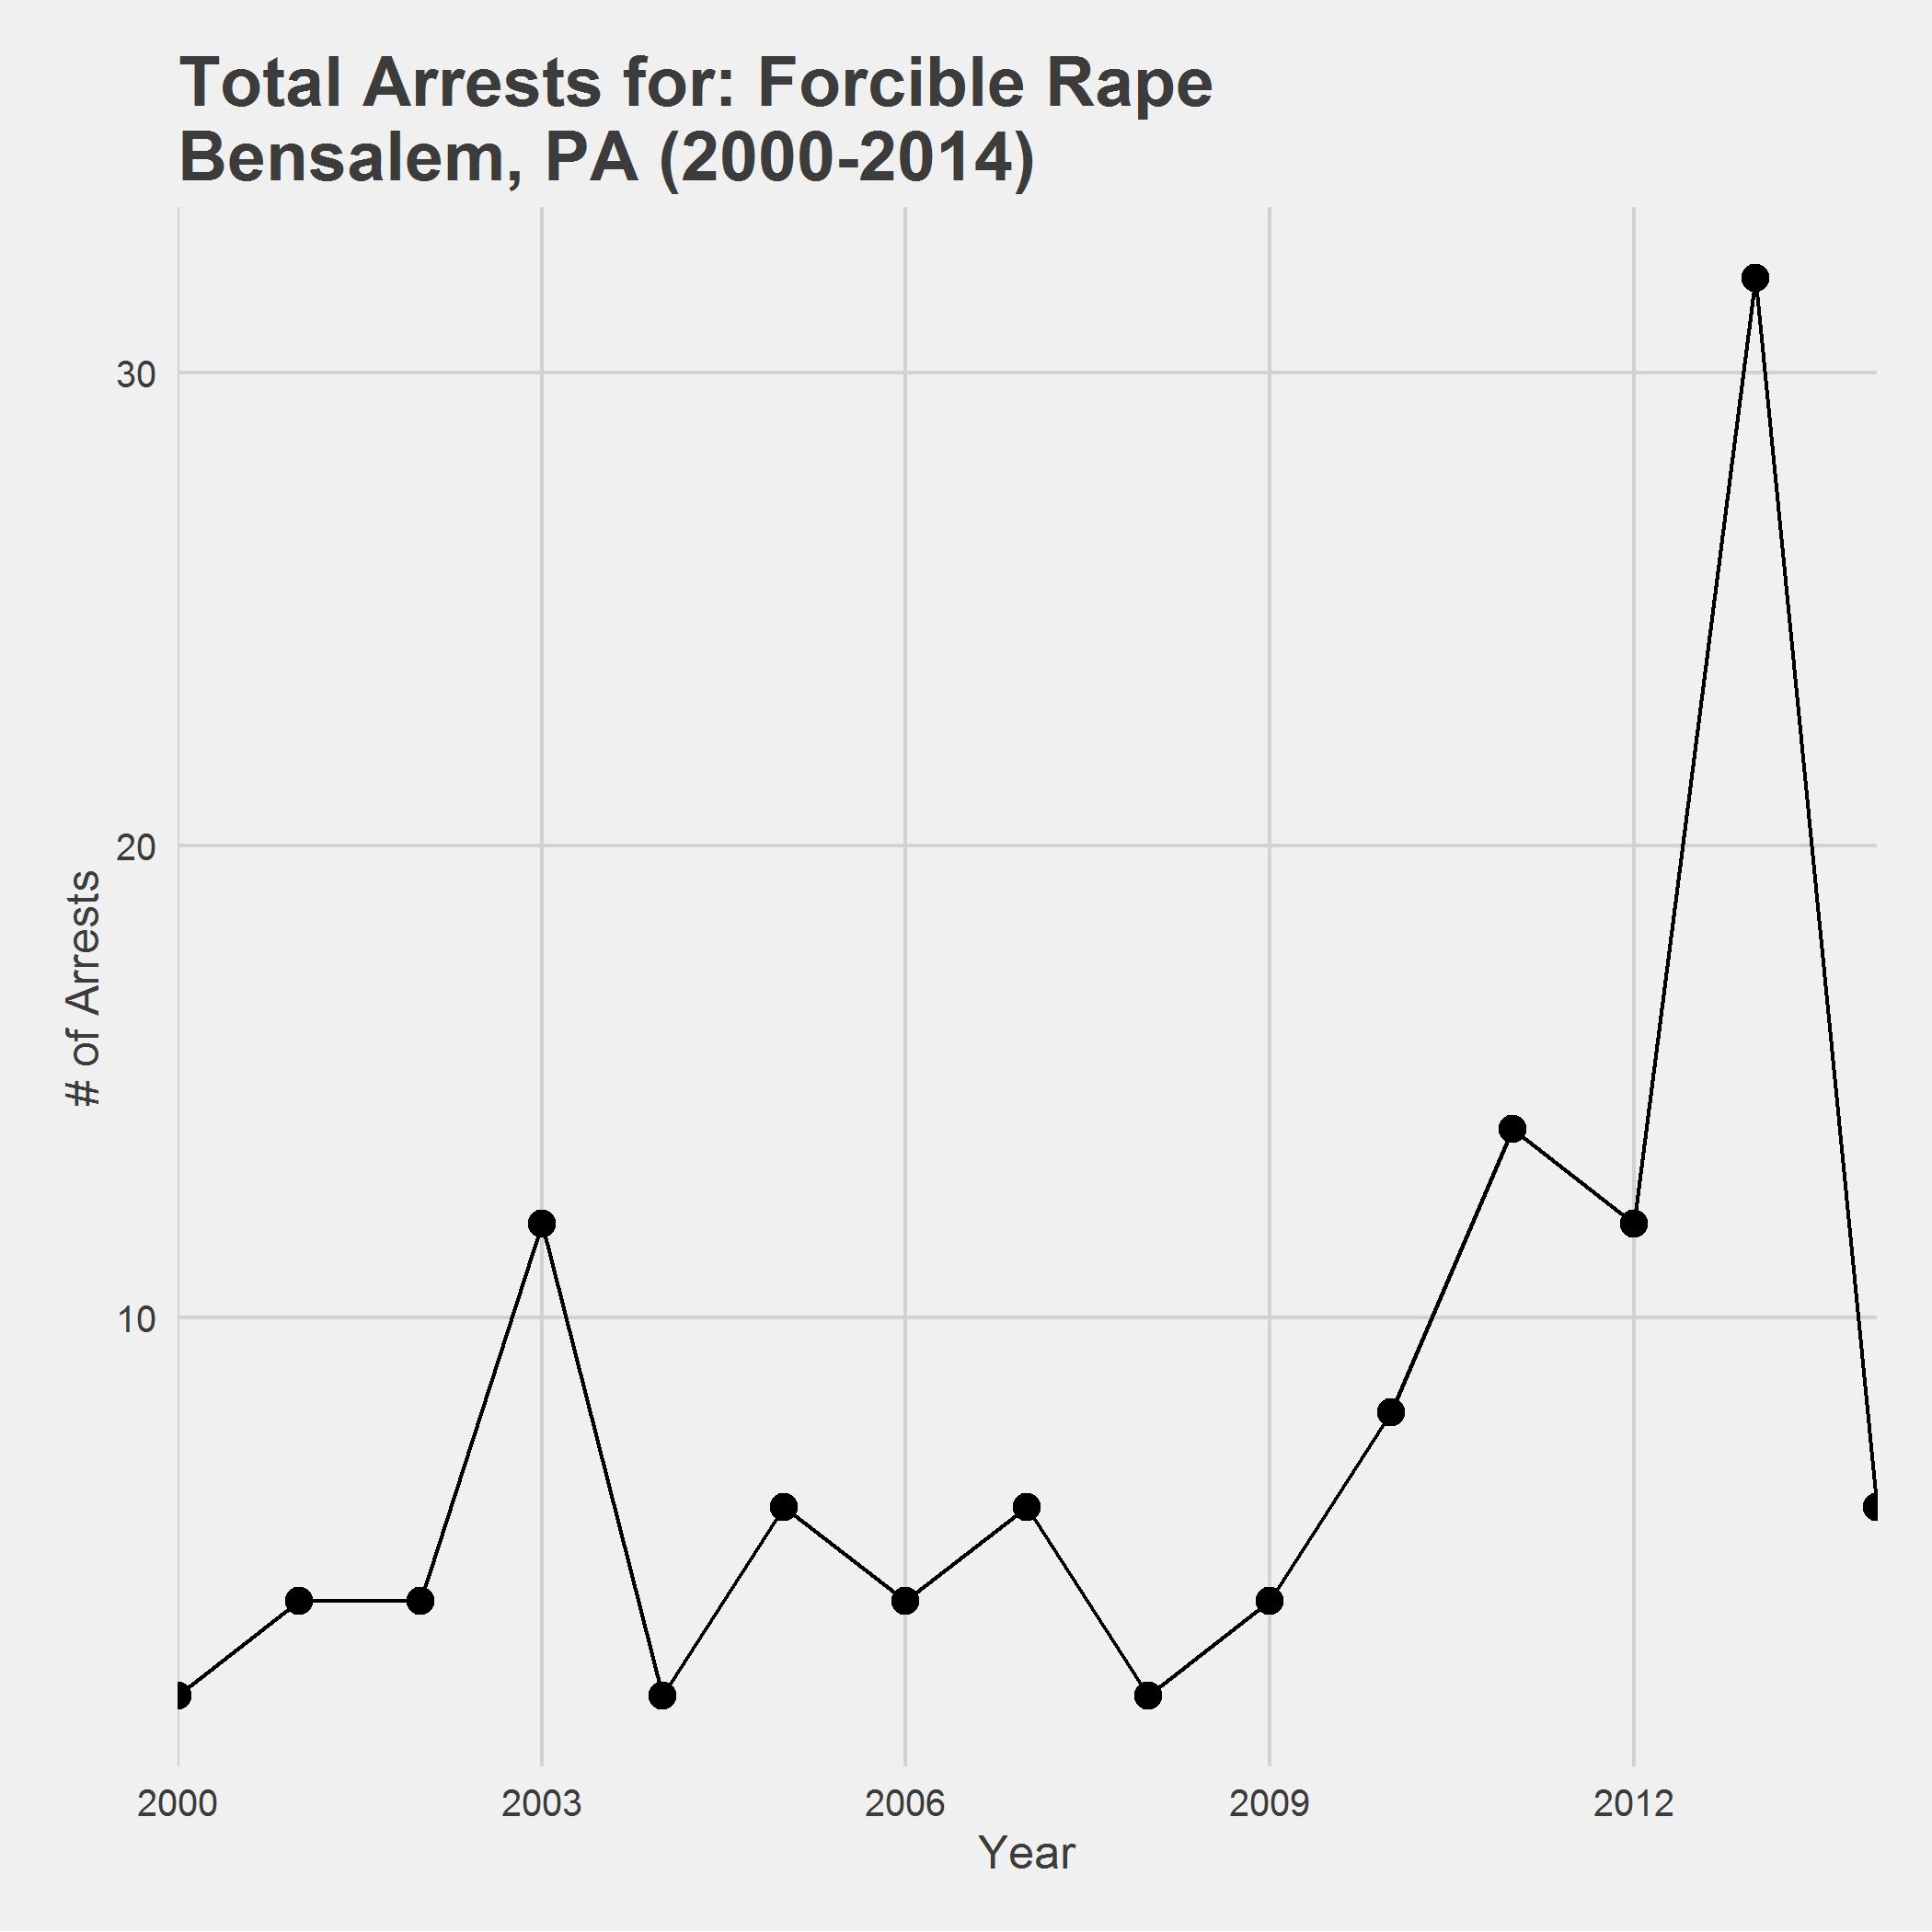 Total Arrests for: Forcible Rape
Bensalem, PA (2000-2014)
30
20
10
# of Arrests
2000 2003 2006 2009 2012
Year